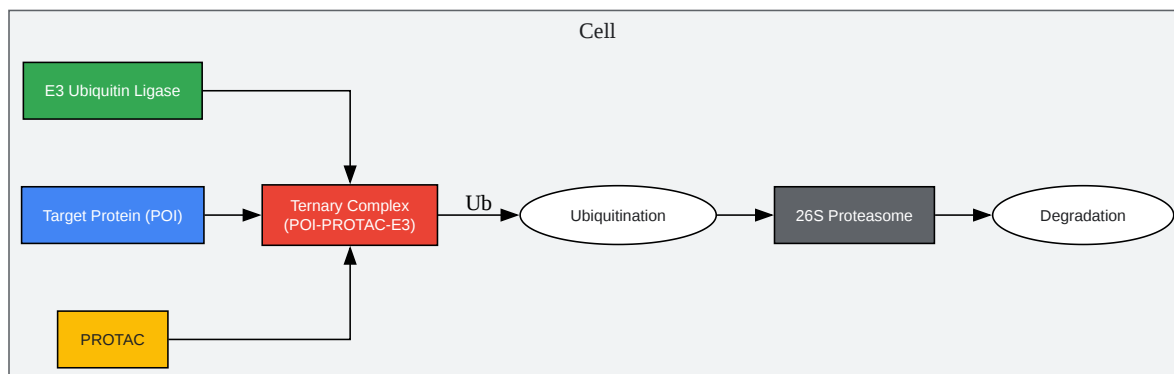 Cell
E3 Ubiquitin Ligase
Target Protein (POI)
Ternary Complex
(POI-PROTAC-E3)
Ub
Ubiquitination
26S Proteasome
Degradation
PROTAC